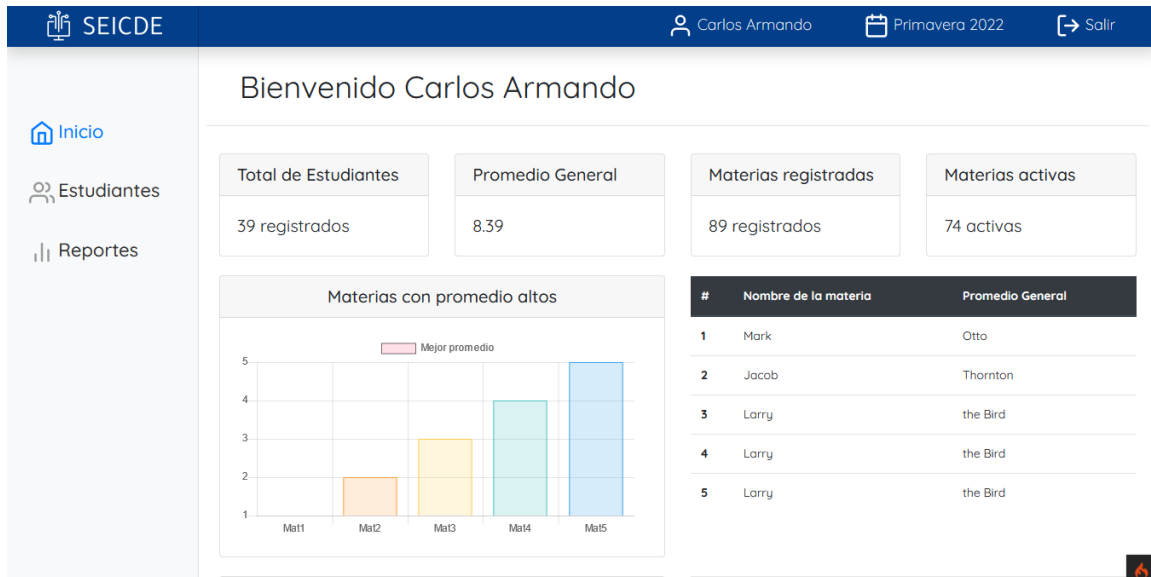 SEICDE
Carlos Armando
Primavera 2022
Salir
Bienvenido Carlos Armando
Inicio
Estudiantes
Reportes
Total de Estudiantes
39 registrados
Promedio General
8.39
Materias registradas
89 registrados
Materias activas
74 activas
Materias con promedio altos
Mejor promedio
5
4
3
2
1
Mat1 Mat2 Mat3 Mat4 Mat5
# Nombre de la materia Promedio General
1 Mark Otto
2 Jacob Thornton
3 Larry the Bird
4 Larry the Bird
5 Larry the Bird